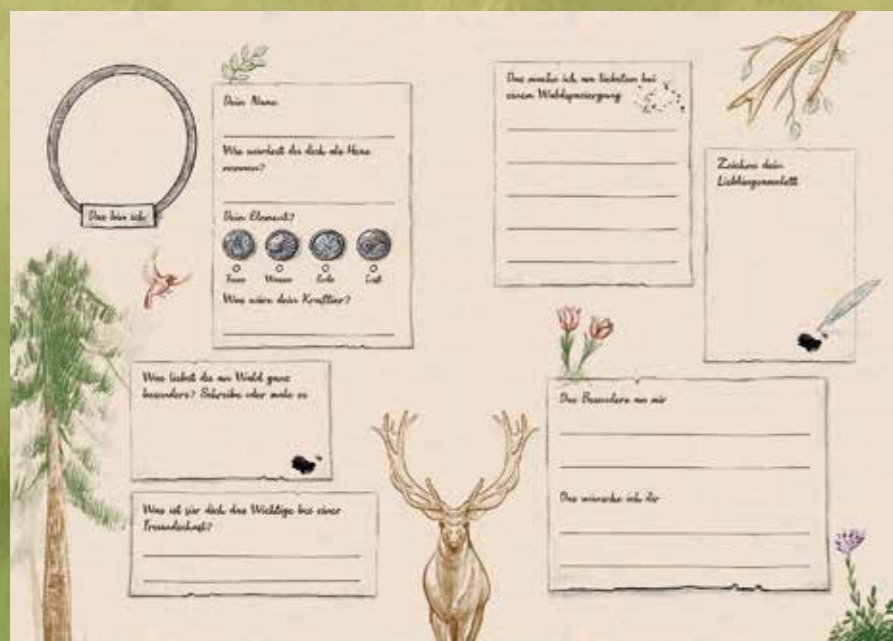 Das bin ich
Dein Name
Wie würdest du dich als Hexe
nennen?
Dein Element?
Feuer Wasser Erde Luft
Was wäre dein Krafttier?
Was liebst du am Wald ganz
besonders? Schreibe oder male es
Was ist für dich das Wichtige bei einer
Freundschaft?
Das mache ich am liebsten bei
einem Waldspaziergang
Zeichne dein
Lieblingsamulett
Das Besondere an mir
Das wünsche ich dir